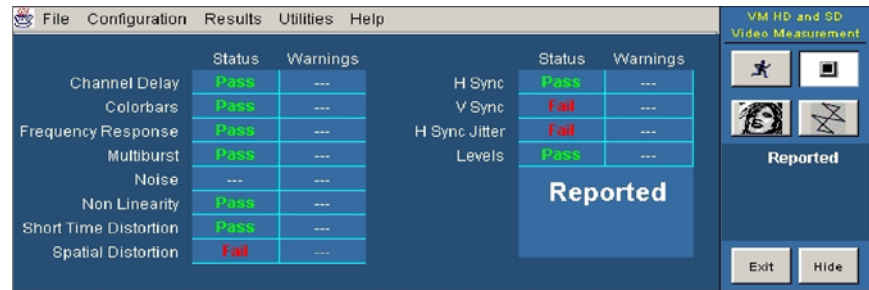 File Configuration Results Utilities Help
VM HD and SD
Video Measurement
Status Warnings
Channel Delay Pass ---
Colorbars Pass ---
Frequency Response Pass ---
Multiburst Pass ---
Noise --- ---
Non Linearity Pass ---
Short Time Distortion Pass ---
Spatial Distortion Fail ---
Status Warnings
H Sync Pass ---
V Sync Fail ---
H Sync Jitter Fail ---
Levels Pass ---
Reported
Reported
Exit Hide